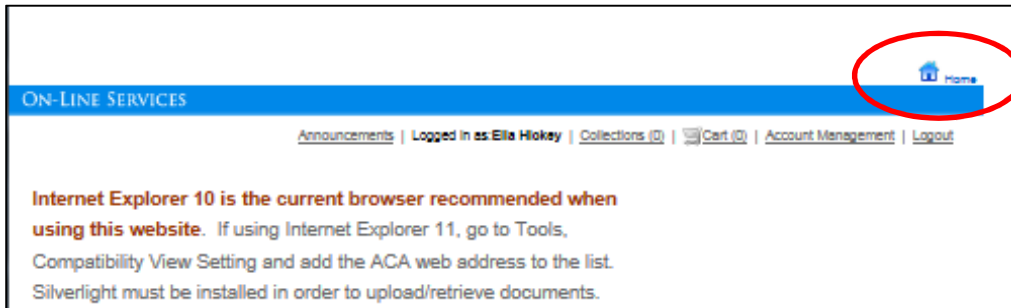 Home
ON-LINE SERVICES
Announcements | Logged in as:Ella Hickey | Collections (0) | Cart (0) | Account Management | Logout
Internet Explorer 10 is the current browser recommended when
using this website. If using Internet Explorer 11, go to Tools,
Compatibility View Setting and add the ACA web address to the list.
Silverlight must be installed in order to upload/retrieve documents.